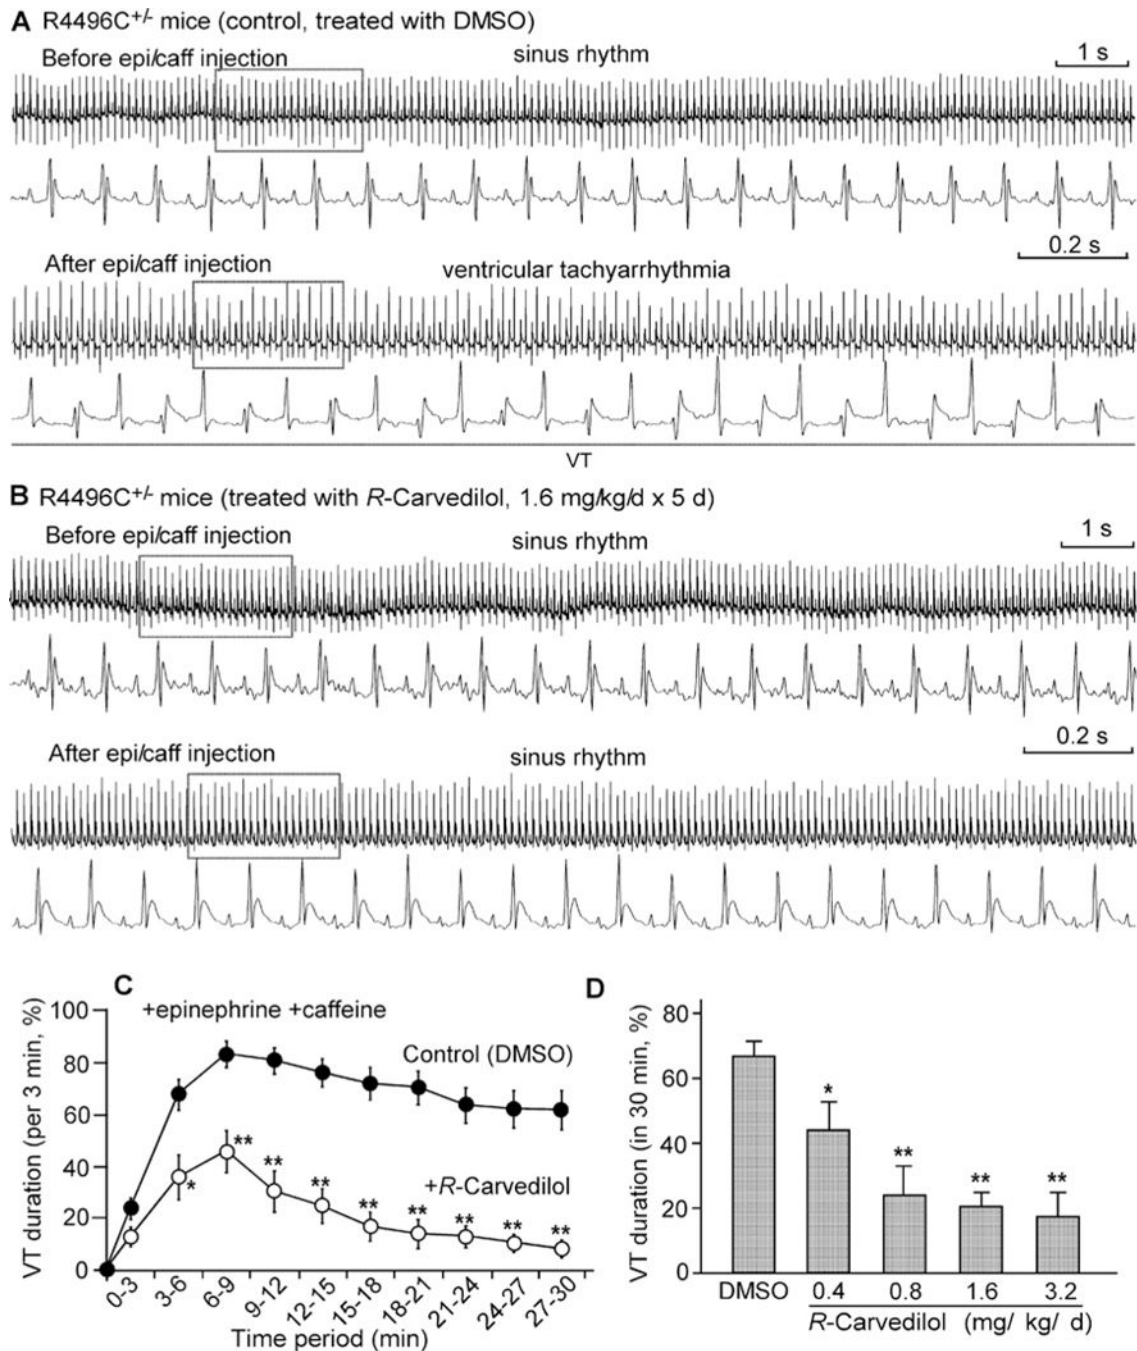 A R4496C+/- mice (control, treated with DMSO)
Before epi/caff injection sinus rhythm 1 s
0.2 s
After epi/caff injection ventricular tachyarrhythmia
VT
B R4496C+/- mice (treated with R-Carvedilol, 1.6 mg/kg/d x 5 d)
Before epi/caff injection sinus rhythm 1 s
0.2 s
After epi/caff injection sinus rhythm
C
+epinephrine +caffeine
Control (DMSO)
+R-Carvedilol
VT duration (per 3 min, %)
100
80
60
40
20
0
* ** ** ** ** ** ** ** **
0-3 3-6 6-9 9-12 12-15 15-18 18-21 21-24 24-27 27-30
Time period (min)
D
VT duration (in 30 min, %)
80
60
40
20
0
* ** ** **
DMSO 0.4 0.8 1.6 3.2
R-Carvedilol (mg/ kg/ d)